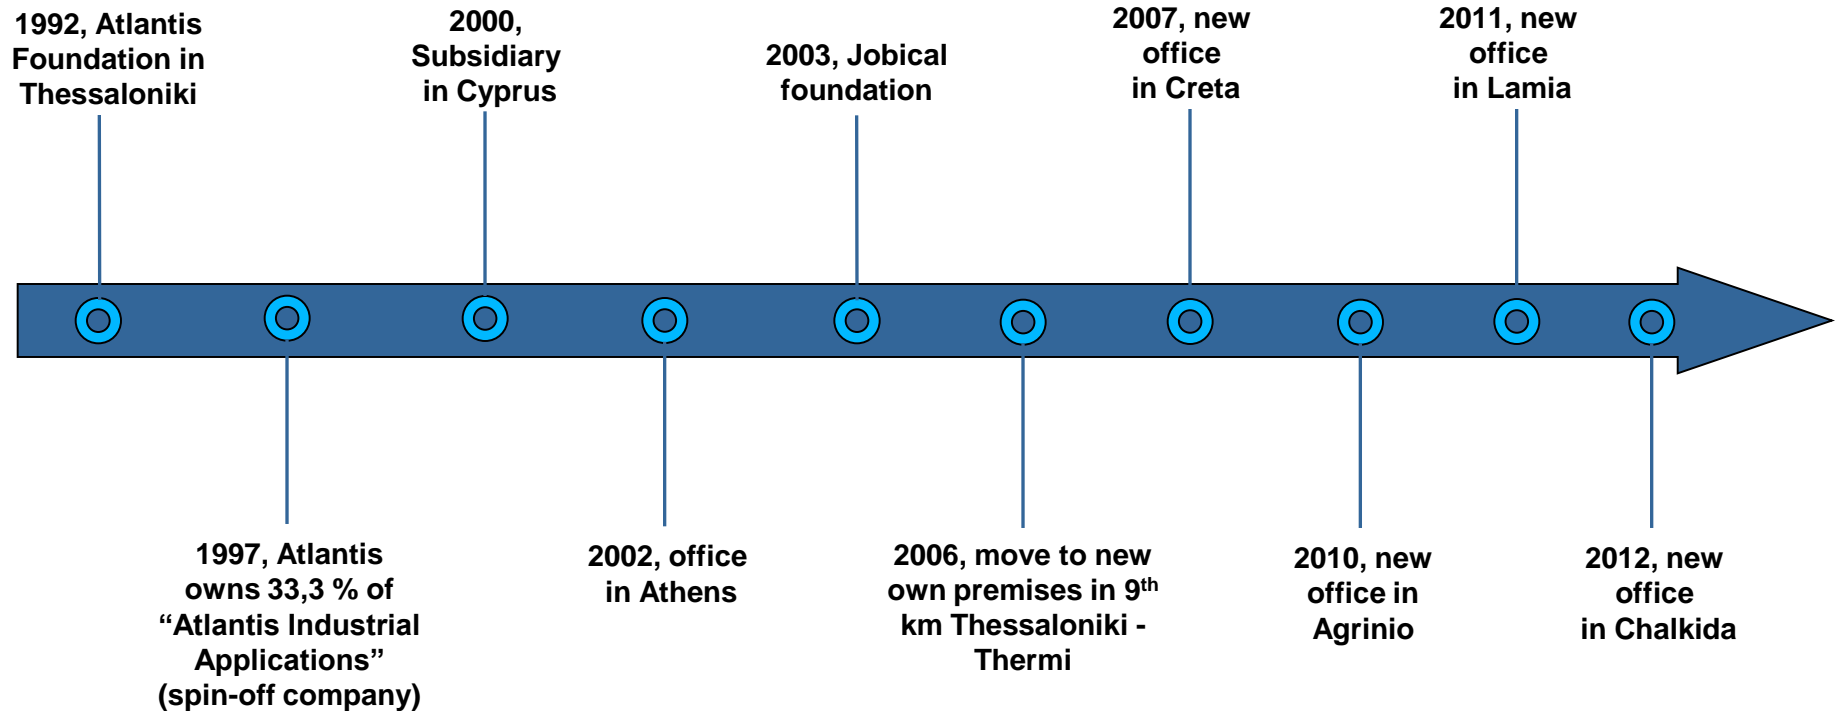 1992, Atlantis
Foundation in
Thessaloniki
2000,
Subsidiary
in Cyprus
2003, Jobical
foundation
2007, new
office
in Creta
2011, new
office
in Lamia
1997, Atlantis
owns 33,3 % of
“Atlantis Industrial
Applications”
(spin-off company)
2002, office
in Athens
2006, move to new
own premises in 9th
km Thessaloniki -
Thermi
2010, new
office in
Agrinio
2012, new
office
in Chalkida